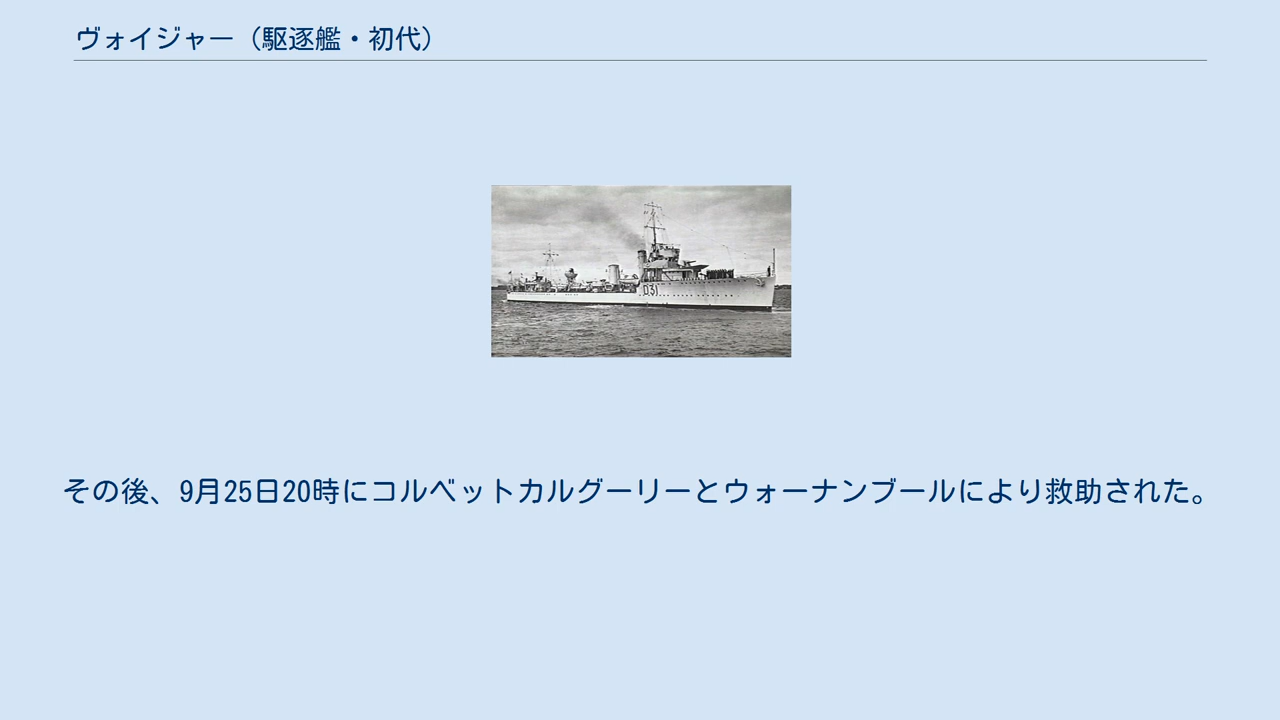 ヴォイジャー（駆逐艦・初代）
D31
その後、9月25日20時にコルベットカルグーリーとウォーナンブールにより救助された。